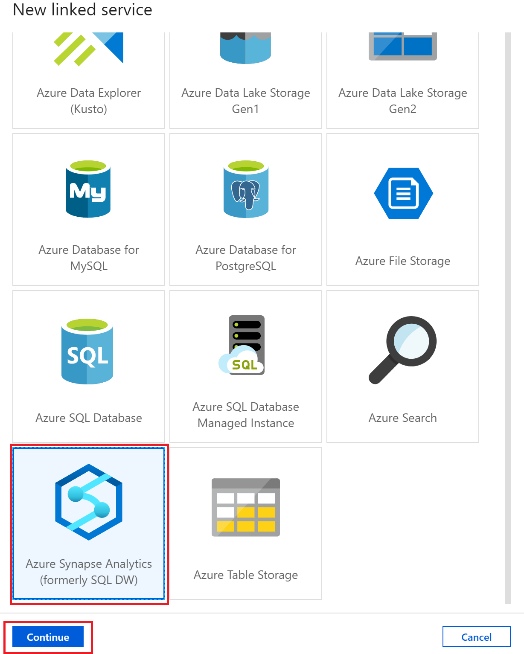 New linked service
Azure Data Explorer
(Kusto)
Azure Data Lake Storage
Gen1
Azure Data Lake Storage
Gen2
My
Azure Database for
MySQL
Azure Database for
PostgreSQL
Azure File Storage
SQL
Azure SQL Database
SQL
Azure SQL Database
Managed Instance
Azure Search
Azure Synapse Analytics
(formerly SQL DW)
Azure Table Storage
Continue
Cancel